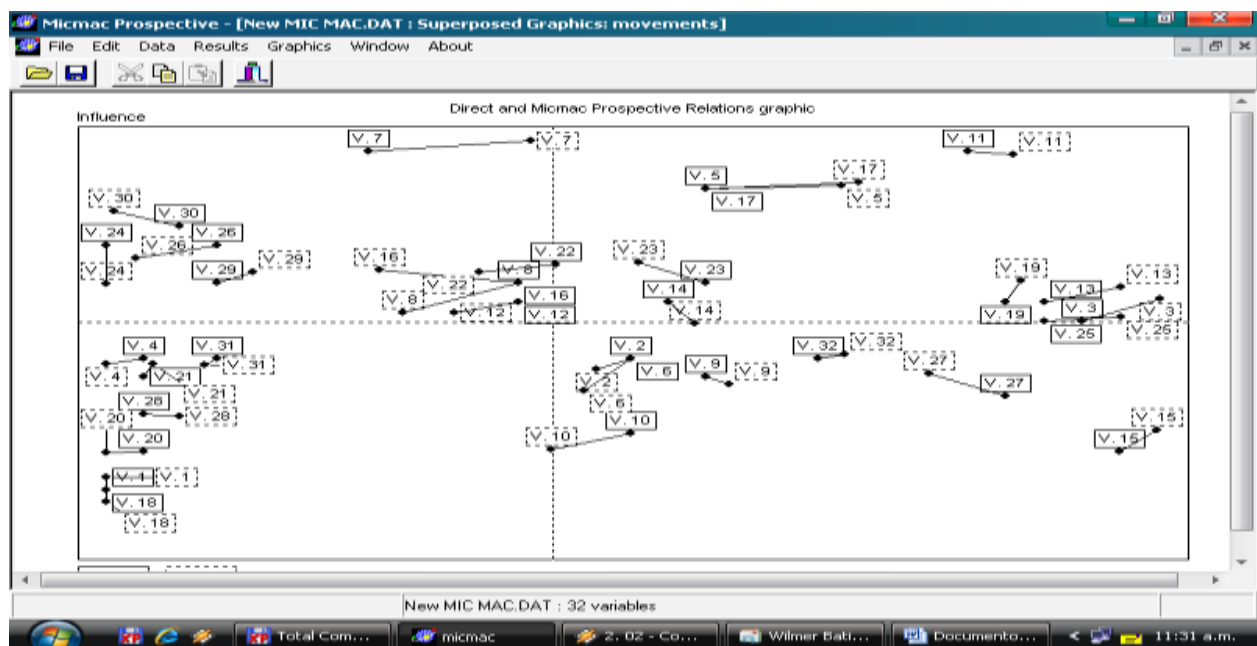 Micmac Prospective - [New MIC MAC.DAT : Superposed Graphics: movements]
File Edit Data Results Graphics Window About
Direct and Micmac Prospective Relations graphic
Influence
V. 7 V. 7 V. 11 V. 11
V. 5 V. 17
V. 17 V. 5
V. 30 V. 30
V. 24 V. 26 V. 26
V. 24 V. 29 V. 29
V. 16 V. 22 V. 8 V. 22 V. 8
V. 16 V. 12 V. 12
V. 23 V. 23
V. 14 V. 14
V. 19 V. 13 V. 13
V. 19 V. 3 V. 3
V. 25 V. 25
V. 4 V. 31 V. 31
V. 4 V. 21 V. 21
V. 28 V. 28
V. 20 V. 20
V. 1 V. 1
V. 18
V. 18
V. 2 V. 6 V. 9 V. 9
V. 2 V. 6
V. 10 V. 10
V. 32 V. 32
V. 27 V. 27
V. 15 V. 15
New MIC MAC.DAT : 32 variables
Total Com... micmac 2. 02 - Co... Wilmer Bati... Documento... < 11:31 a.m.